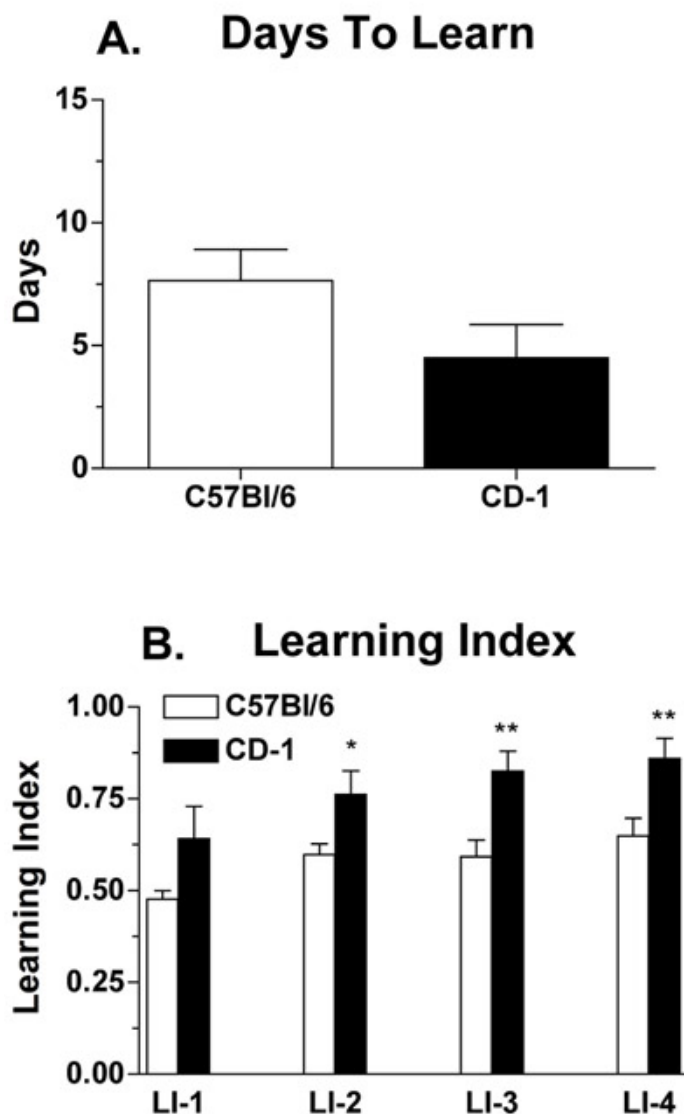 A. Days To Learn
15
10
5
0
Days
C57Bl/6 CD-1
B. Learning Index
C57Bl/6
CD-1
* ** **
1.00
0.75
0.50
0.25
0.00
Learning Index
LI-1 LI-2 LI-3 LI-4